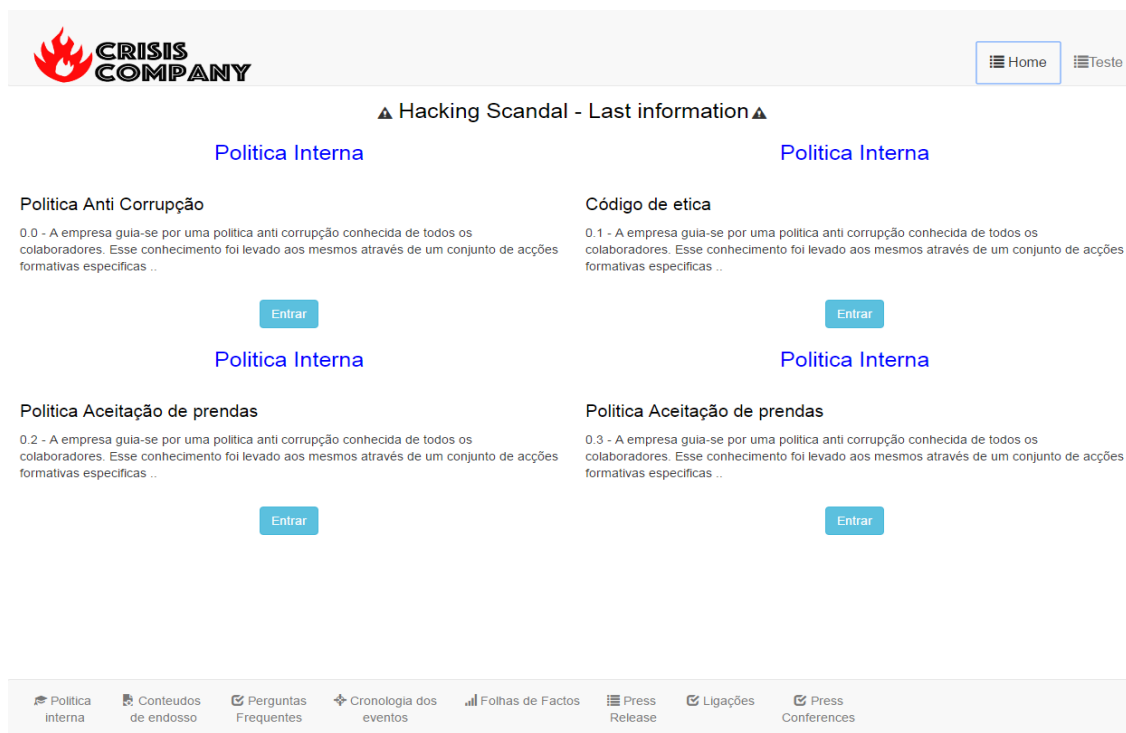 CRISIS
COMPANY
Home
Teste
Hacking Scandal - Last information
Politica Interna
Politica Anti Corrupção
0.0 - A empresa guia-se por uma politica anti corrupção conhecida de todos os
colaboradores. Esse conhecimento foi levado aos mesmos através de um conjunto de acções
formativas especificas ..
Entrar
Politica Interna
Código de etica
0.1 - A empresa guia-se por uma politica anti corrupção conhecida de todos os
colaboradores. Esse conhecimento foi levado aos mesmos através de um conjunto de acções
formativas especificas ..
Entrar
Politica Interna
Politica Aceitação de prendas
0.2 - A empresa guia-se por uma politica anti corrupção conhecida de todos os
colaboradores. Esse conhecimento foi levado aos mesmos através de um conjunto de acções
formativas especificas ..
Entrar
Politica Interna
Politica Aceitação de prendas
0.3 - A empresa guia-se por uma politica anti corrupção conhecida de todos os
colaboradores. Esse conhecimento foi levado aos mesmos através de um conjunto de acções
formativas especificas ..
Entrar
Politica
interna
Conteudos
de endosso
Perguntas
Frequentes
Cronologia dos
eventos
Folhas de Factos
Press
Release
Ligações
Press
Conferences